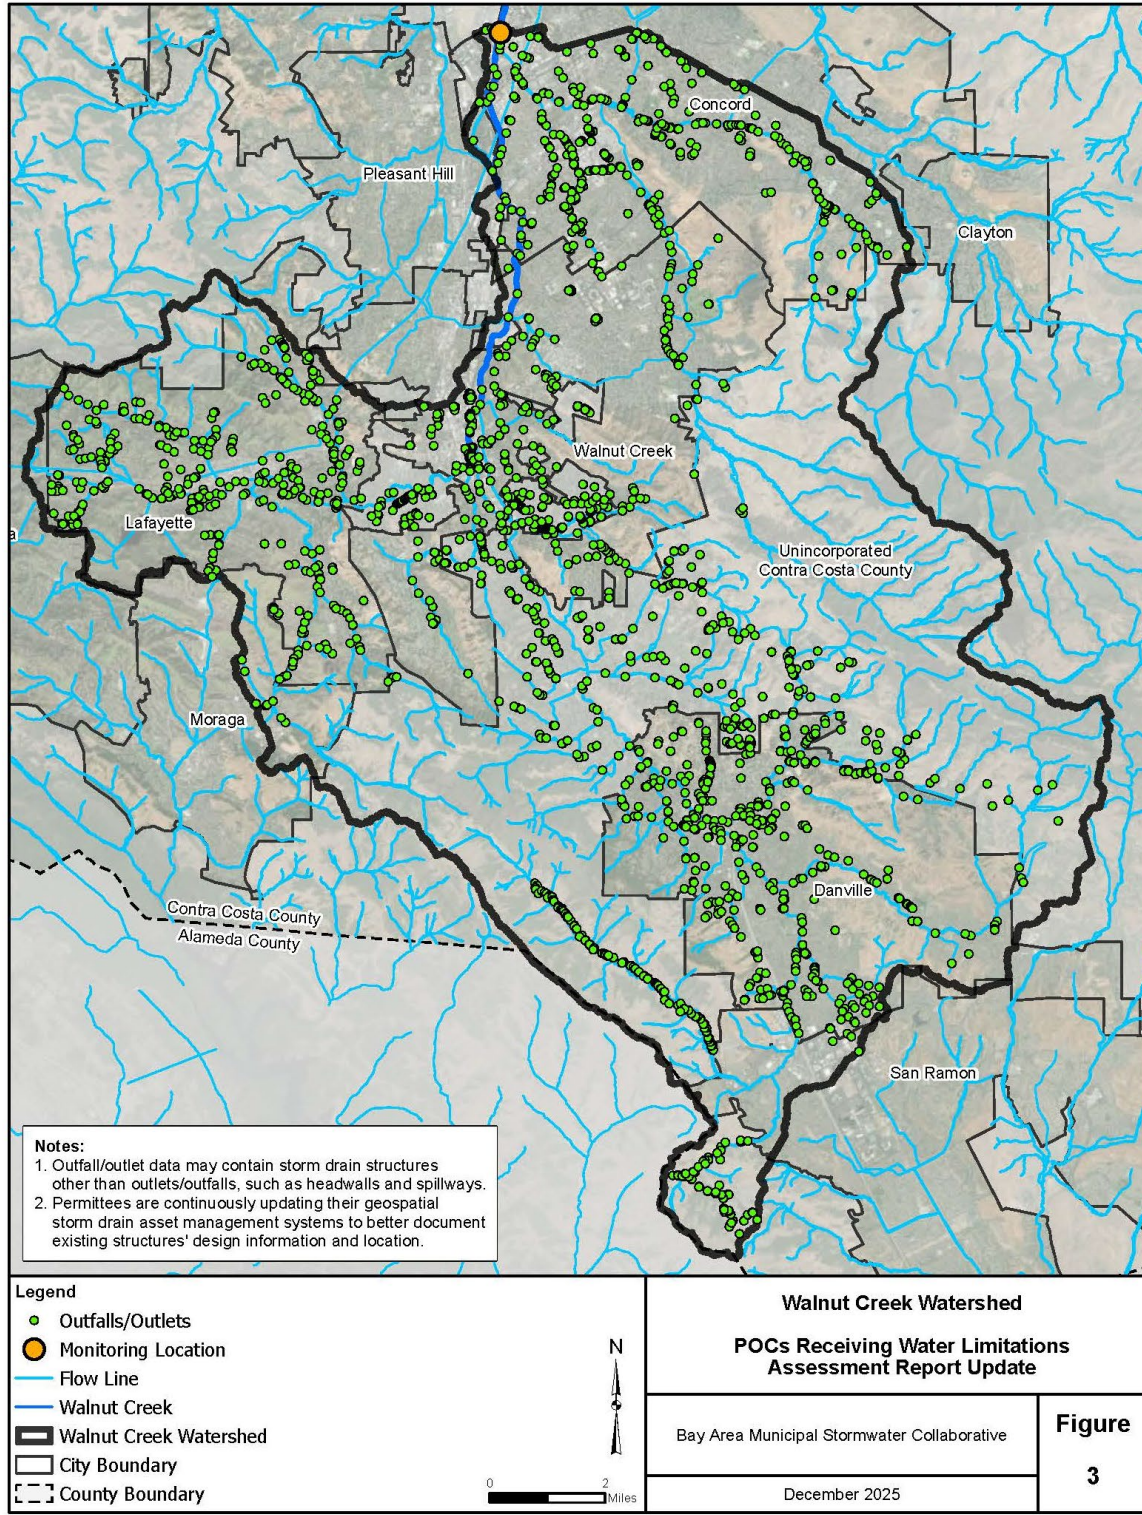 Concord
Pleasant Hill
Clayton
Walnut Creek
Lafayette
a
Unincorporated
Contra Costa County
Moraga
Danville
Contra Costa County
Alameda County
San Ramon
Notes:
1. Outfall/outlet data may contain storm drain structures
other than outlets/outfalls, such as headwalls and spillways.
2. Permittees are continuously updating their geospatial
storm drain asset management systems to better document
existing structures' design information and location.
Legend
Outfalls/Outlets
Monitoring Location
Flow Line
Walnut Creek
Walnut Creek Watershed
City Boundary
County Boundary
N
0 2
Miles
Walnut Creek Watershed
POCs Receiving Water Limitations
Assessment Report Update
Bay Area Municipal Stormwater Collaborative
December 2025
Figure
3